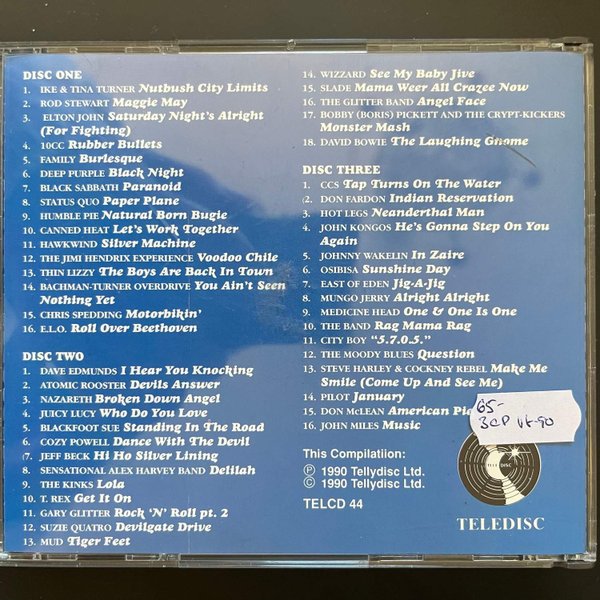 DISC ONE
1. IKE & TINA TURNER Nutbush City Limits
2. ROD STEWART Maggie May
3. ELTON JOHN Saturday Night's Alright
(For Fighting)
4. 10CC Rubber Bullets
5. FAMILY Burlesque
6. DEEP PURPLE Black Night
7. BLACK SABBATH Paranoid
8. STATUS QUO Paper Plane
9. HUMBLE PIE Natural Born Bugie
10. CANNED HEAT Let's Work Together
11. HAWKWIND Silver Machine
12. THE JIMI HENDRIX EXPERIENCE Voodoo Chile
13. THIN LIZZY The Boys Are Back In Town
14. BACHMAN-TURNER OVERDRIVE You Ain't Seen
Nothing Yet
15. CHRIS SPEDDING Motorbikin'
16. E.L.O. Roll Over Beethoven
DISC TWO
1. DAVE EDMUNDS I Hear You Knocking
2. ATOMIC ROOSTER Devils Answer
3. NAZARETH Broken Down Angel
4. JUICY LUCY Who Do You Love
5. BLACKFOOT SUE Standing In The Road
6. COZY POWELL Dance With The Devil
7. JEFF BECK Hi Ho Silver Lining
8. SENSATIONAL ALEX HARVEY BAND Delilah
9. THE KINKS Lola
10. T. REX Get It On
11. GARY GLITTER Rock 'N' Roll pt. 2
12. SUZIE QUATRO Devilgate Drive
13. MUD Tiger Feet
14. WIZZARD See My Baby Jive
15. SLADE Mama Weer All Crazee Now
16. THE GLITTER BAND Angel Face
17. BOBBY (BORIS) PICKETT AND THE CRYPT-KICKERS
Monster Mash
18. DAVID BOWIE The Laughing Gnome
DISC THREE
1. CCS Tap Turns On The Water
2. DON FARDON Indian Reservation
3. HOT LEGS Neanderthal Man
4. JOHN KONGOS He's Gonna Step On You
Again
5. JOHNNY WAKELIN In Zaire
6. OSIBISA Sunshine Day
7. EAST OF EDEN Jig-A-Jig
8. MUNGO JERRY Alright Alright
9. MEDICINE HEAD One & One Is One
10. THE BAND Rag Mama Rag
11. CITY BOY "5.7.0.5."
12. THE MOODY BLUES Question
13. STEVE HARLEY & COCKNEY REBEL Make Me
Smile (Come Up And See Me)
14. PILOT January
15. DON McLEAN American
16. JOHN MILES Music
65-
3CD
This Compilatiion:
℗ 1990 Tellydisc Ltd.
© 1990 Tellydisc Ltd.
TELCD 44
TELEDISC